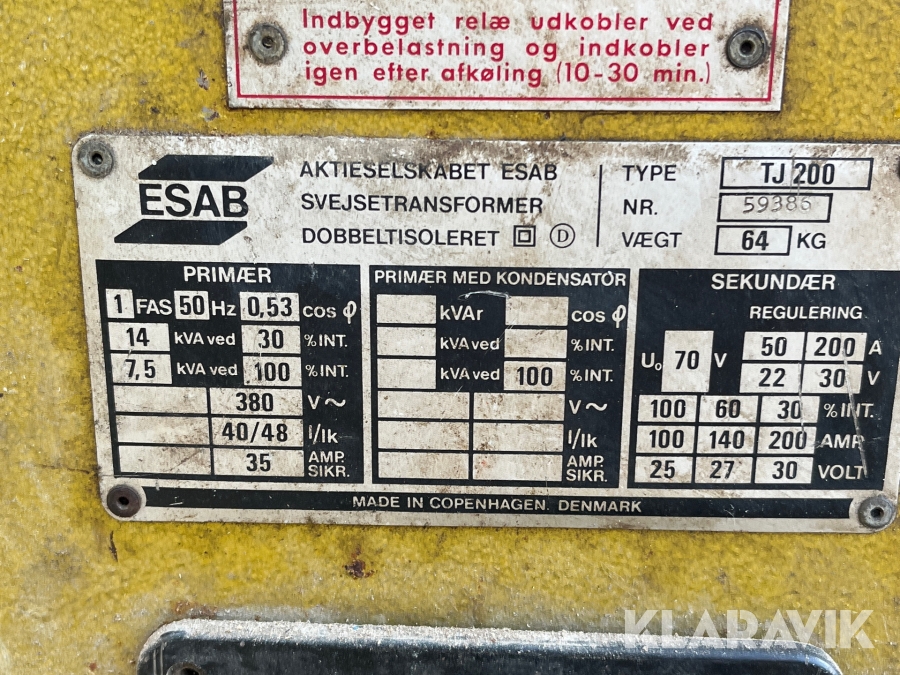 Indbygget relæ udkobler ved
overbelastning og indkobler
igen efter afkøling (10-30 min.)
ESAB
AKTIESELSKABET ESAB
SVEJSETRANSFORMER
DOBBELTISOLERET D
TYPE TJ 200
NR. 59386
VÆGT 64 KG
PRIMÆR
1 FAS 50 Hz 0,53 cos φ
14 kVA ved 30 % INT.
7,5 kVA ved 100 % INT.
380 V~
40/48 I/Ik
35 AMP. SIKR.
PRIMÆR MED KONDENSATOR
kVAr cos φ
% INT.
kVA ved 100 % INT.
V~
I/Ik
AMP. SIKR.
SEKUNDÆR
REGULERING
U₀ 70 V
50 200 A
22 30 V
100 60 30 % INT.
100 140 200 AMP.
25 27 30 VOLT
MADE IN COPENHAGEN, DENMARK
KLARAVIK